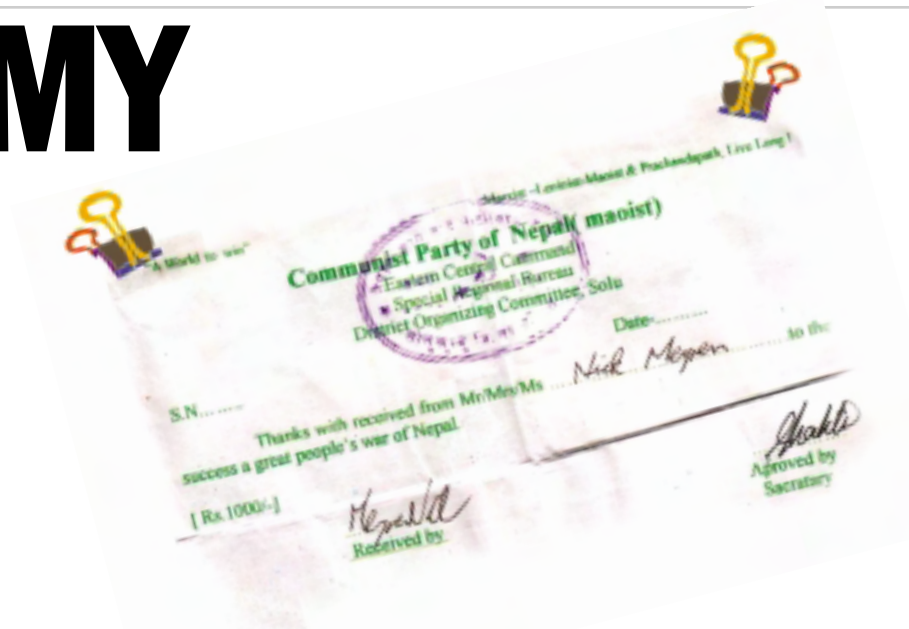 MY
Marxist-Leninist-Maoist & Prachandapath, Live Long !
"A World to win"
Communist Party of Nepal( maoist)
Eastern Central Command
Special Regional Bureau
District Organizing Committee, Solu
Date-.........
S.N.........
Thanks with received from Mr/Mrs/Ms .... Nick ......... to the
success a great people's war of Nepal.
[ Rs.1000/-]
Received by
Aproved by
Sacratary